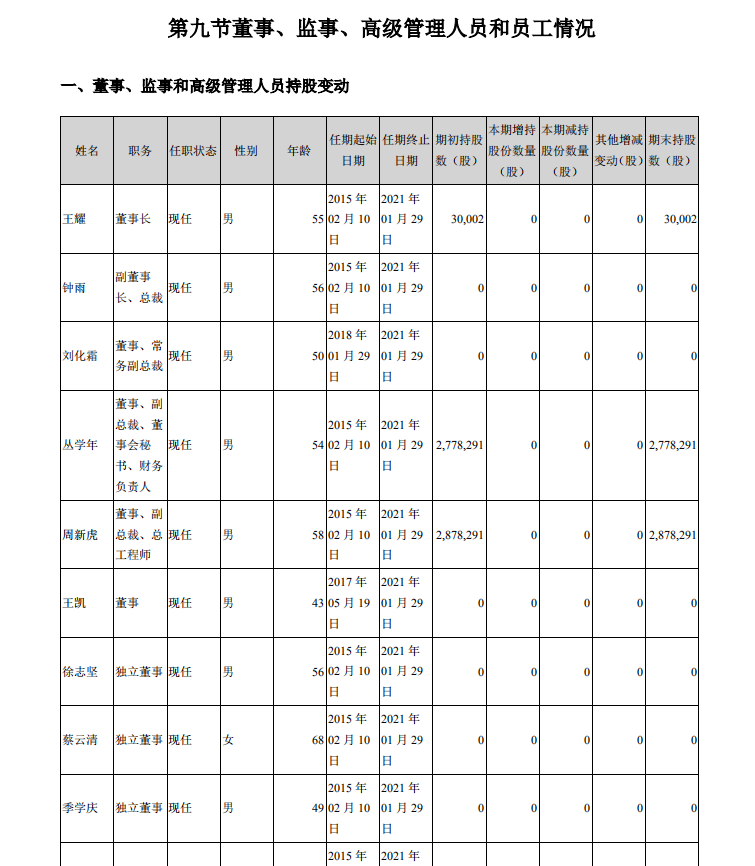 第九节董事、监事、高级管理人员和员工情况
一、董事、监事和高级管理人员持股变动
姓名 职务 任职状态 性别 年龄 任期起始日期 任期终止日期 期初持股数（股） 本期增持股份数量（股） 本期减持股份数量（股） 其他增减变动（股） 期末持股数（股）
王耀 董事长 现任 男 55 2015 年 02 月 10 日 2021 年 01 月 29 日 30,002 0 0 0 30,002
钟雨 副董事长、总裁 现任 男 56 2015 年 02 月 10 日 2021 年 01 月 29 日 0 0 0 0 0
刘化霜 董事、常务副总裁 现任 男 50 2018 年 01 月 29 日 2021 年 01 月 29 日 0 0 0 0 0
丛学年 董事、副总裁、董事会秘书、财务负责人 现任 男 54 2015 年 02 月 10 日 2021 年 01 月 29 日 2,778,291 0 0 0 2,778,291
周新虎 董事、副总裁、总工程师 现任 男 58 2015 年 02 月 10 日 2021 年 01 月 29 日 2,878,291 0 0 0 2,878,291
王凯 董事 现任 男 43 2017 年 05 月 19 日 2021 年 01 月 29 日 0 0 0 0 0
徐志坚 独立董事 现任 男 56 2015 年 02 月 10 日 2021 年 01 月 29 日 0 0 0 0 0
蔡云清 独立董事 现任 女 68 2015 年 02 月 10 日 2021 年 01 月 29 日 0 0 0 0 0
季学庆 独立董事 现任 男 49 2015 年 02 月 10 日 2021 年 01 月 29 日 0 0 0 0 0
2015 年 2021 年